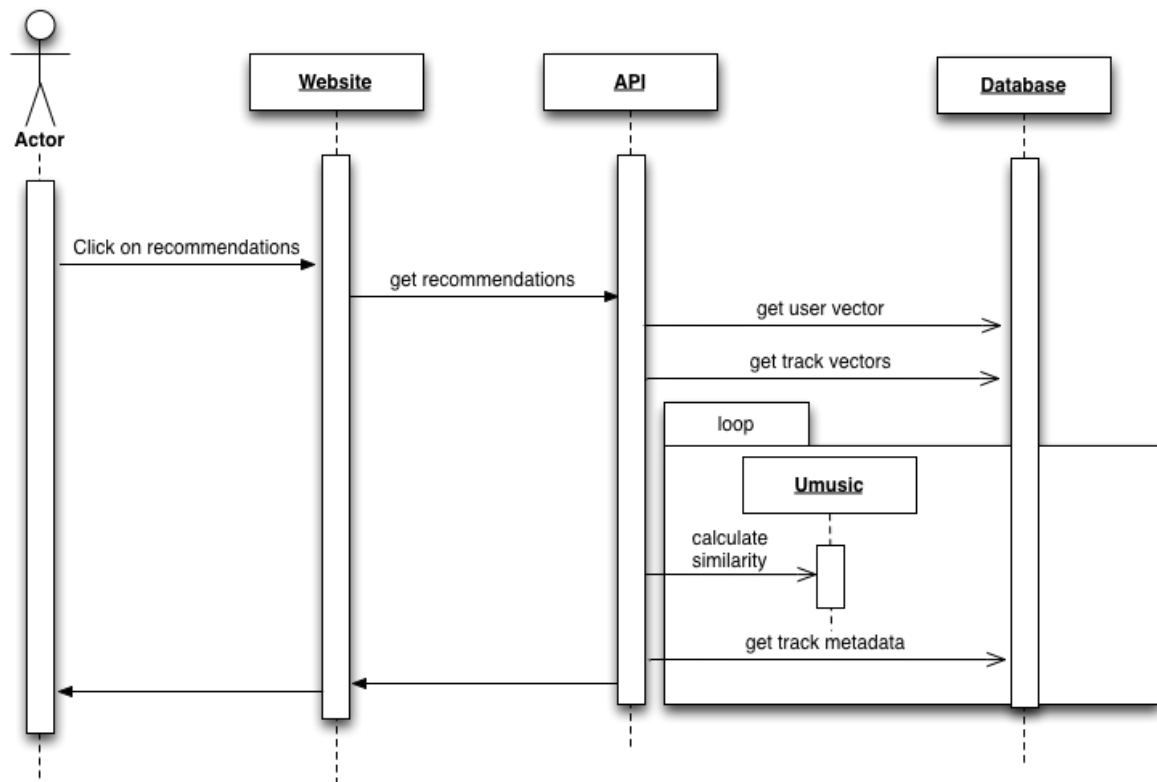 Actor
Website
API
Database
Click on recommendations
get recommendations
get user vector
get track vectors
loop
Umusic
calculate
similarity
get track metadata